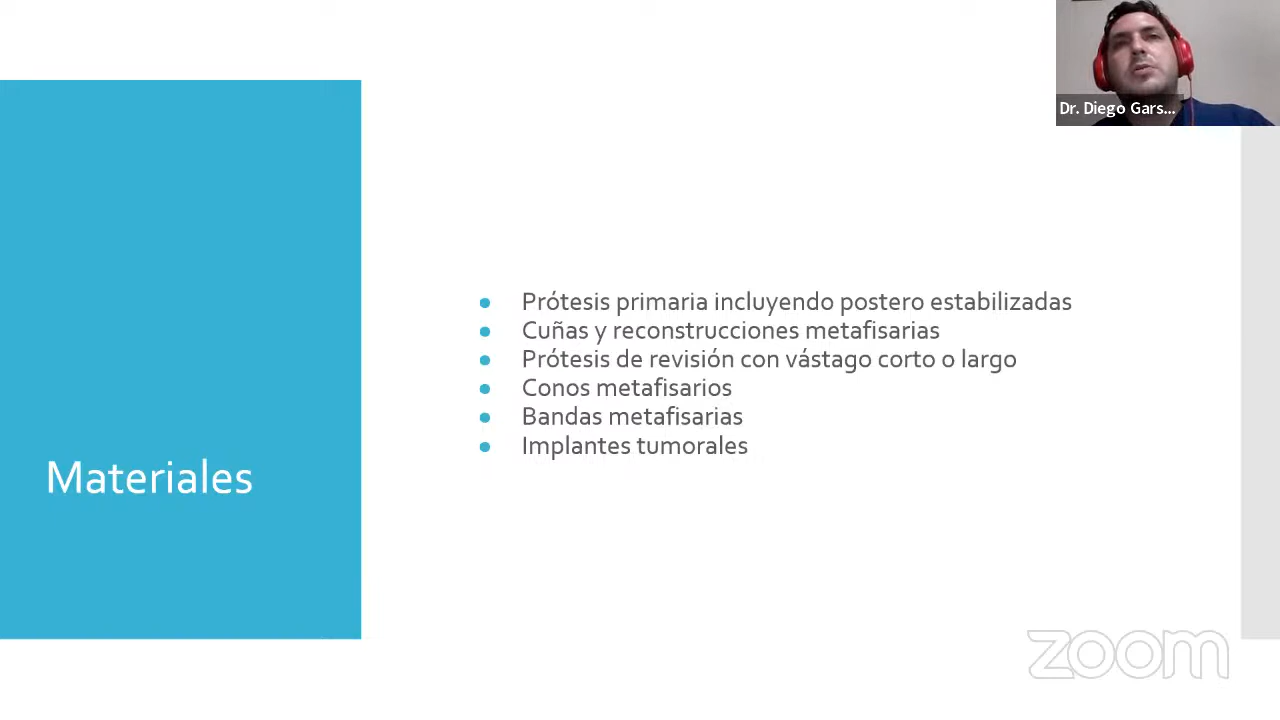 Dr. Diego Gars...
● Prótesis primaria incluyendo postero estabilizadas
● Cuñas y reconstrucciones metafisarias
● Prótesis de revisión con vástago corto o largo
● Conos metafisarios
● Bandas metafisarias
● Implantes tumorales
Materiales
zoom